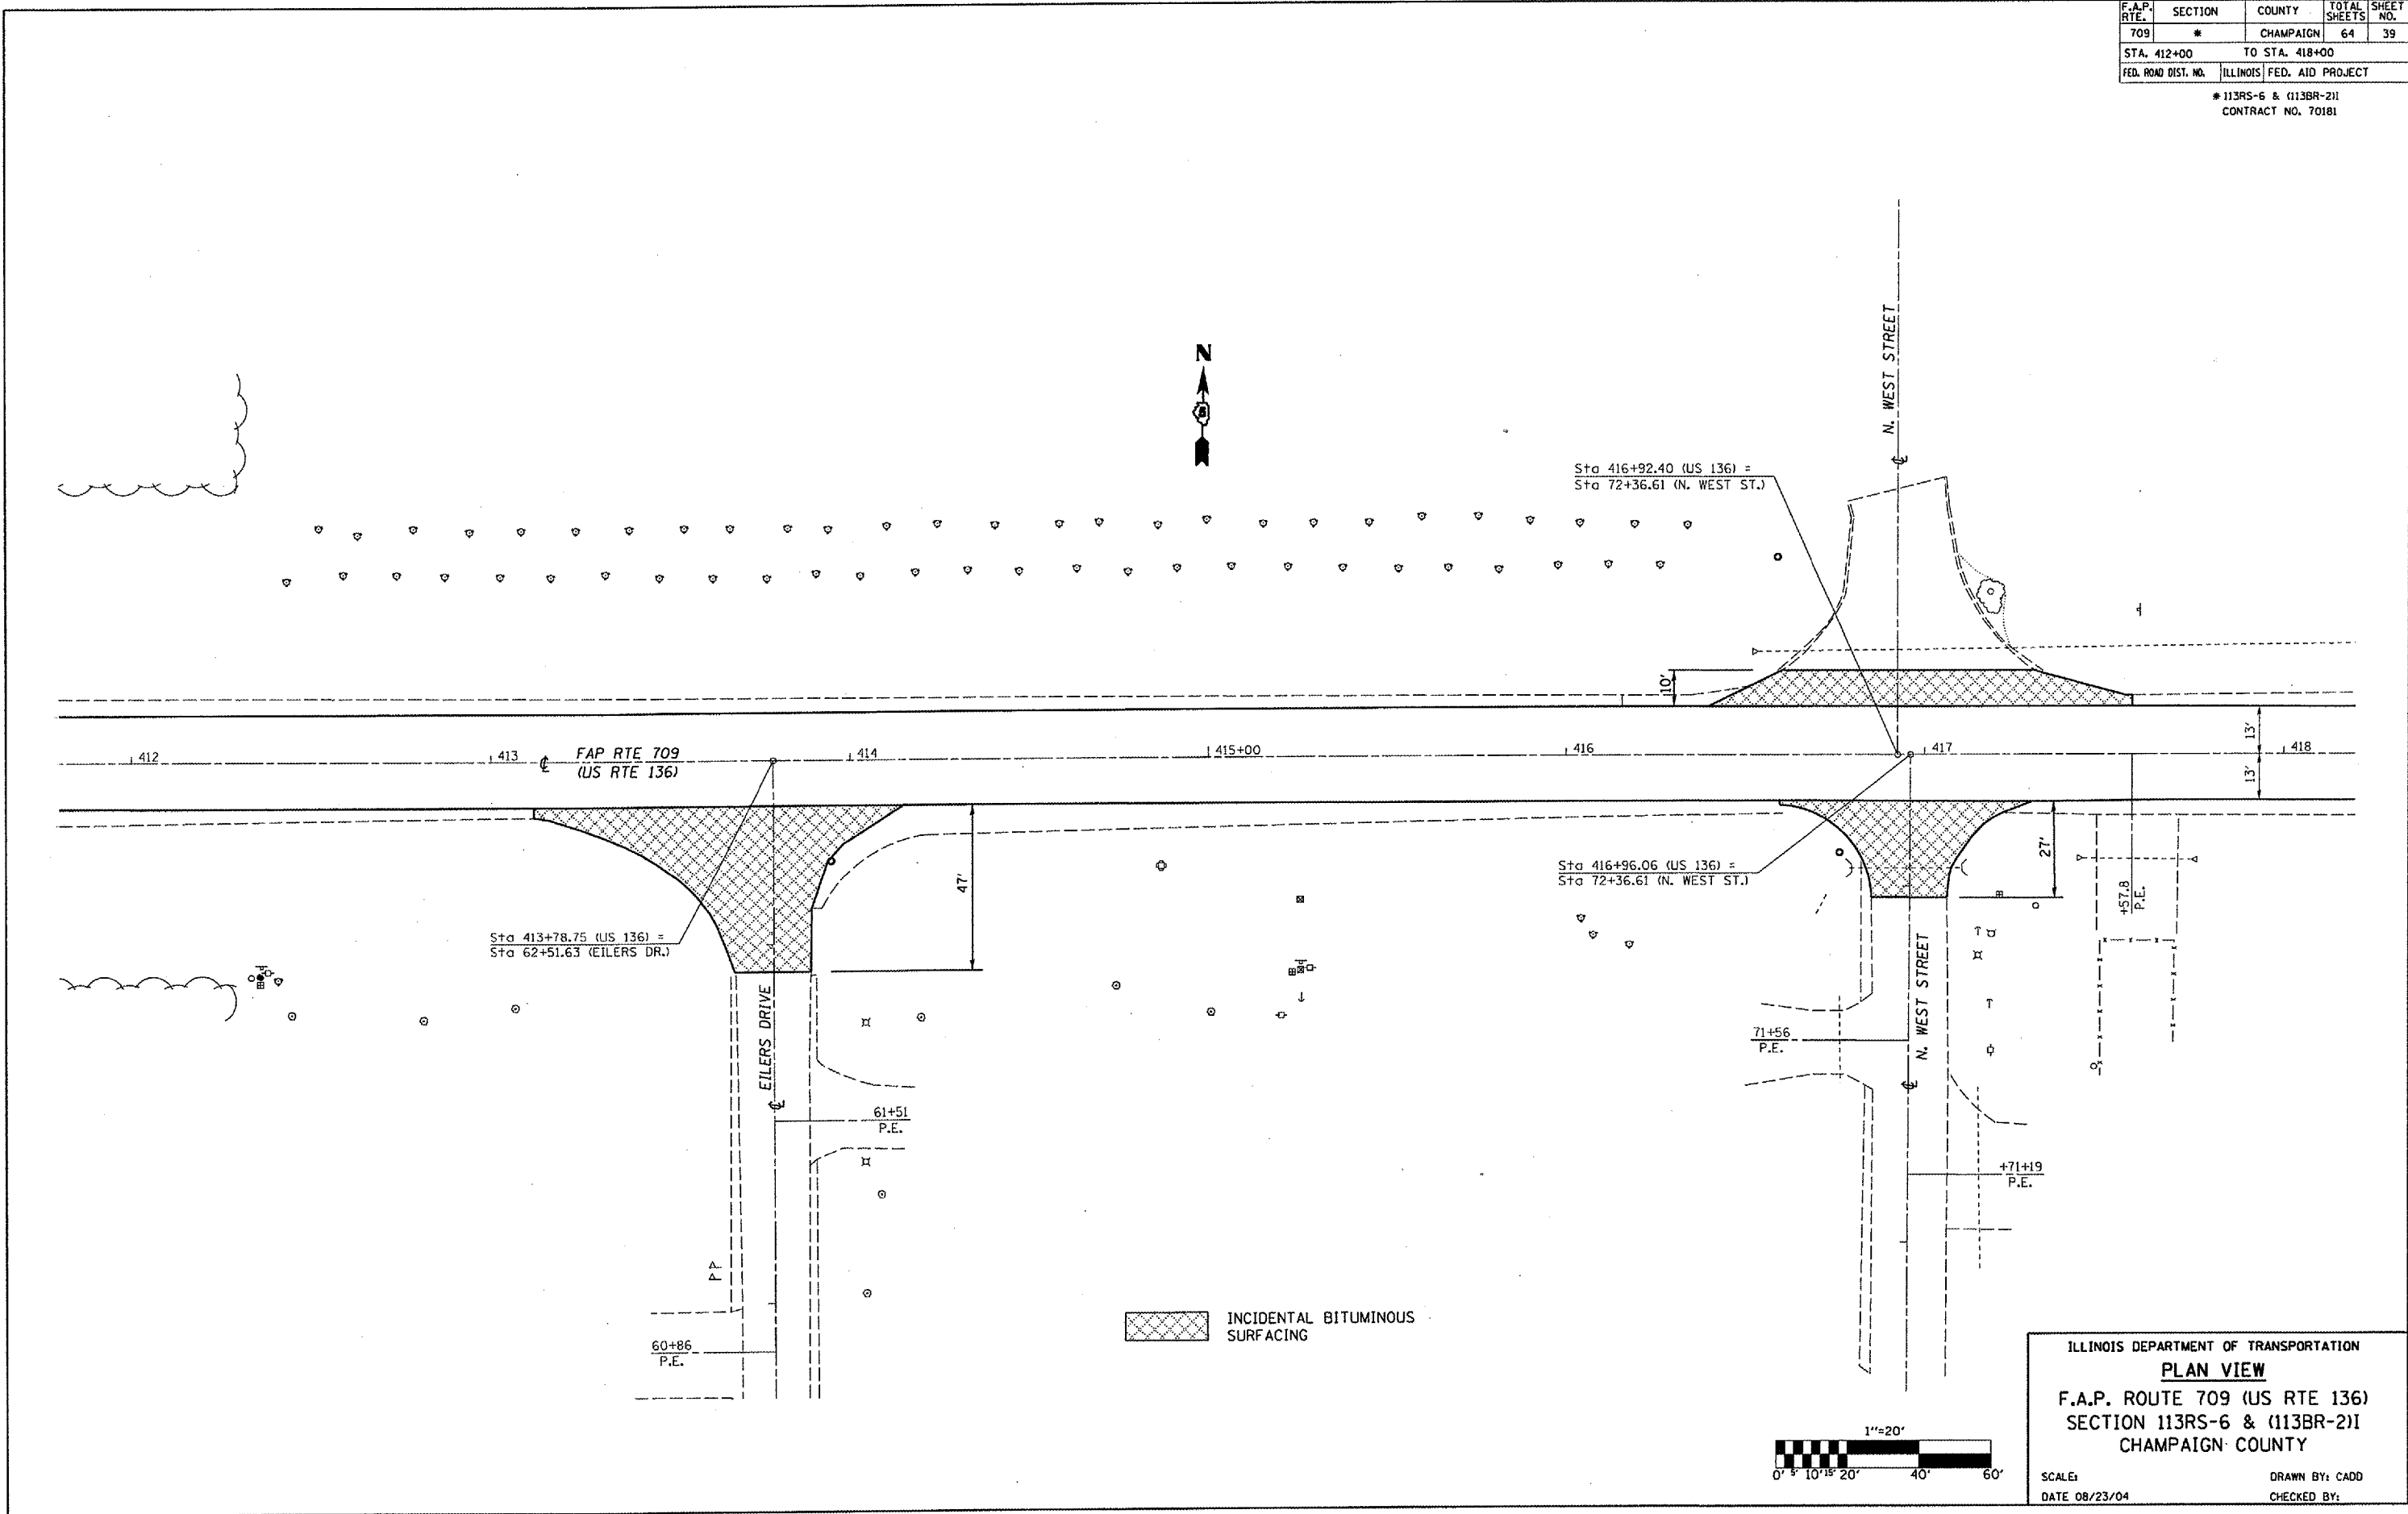 F.A.P. RTE. SECTION COUNTY TOTAL SHEETS SHEET NO.
709 * CHAMPAIGN 64 39
STA. 412+00 TO STA. 418+00
FED. ROAD DIST. NO. ILLINOIS FED. AID PROJECT
* 113RS-6 & (113BR-2)I
CONTRACT NO. 70181
N
N. WEST STREET
Sta 416+92.40 (US 136) =
Sta 72+36.61 (N. WEST ST.)
10'
412
413
FAP RTE 709
(US RTE 136)
414
415+00
416
417
418
13'
13'
47'
27'
Sta 416+96.06 (US 136) =
Sta 72+36.61 (N. WEST ST.)
+57.8
P.E.
Sta 413+78.75 (US 136) =
Sta 62+51.63 (EILERS DR.)
EILERS DRIVE
N. WEST STREET
71+56
P.E.
61+51
P.E.
+71+19
P.E.
60+86
P.E.
INCIDENTAL BITUMINOUS
SURFACING
1"=20'
0' 5' 10' 15' 20' 40' 60'
ILLINOIS DEPARTMENT OF TRANSPORTATION
PLAN VIEW
F.A.P. ROUTE 709 (US RTE 136)
SECTION 113RS-6 & (113BR-2)I
CHAMPAIGN COUNTY
SCALE: DRAWN BY: CADD
DATE 08/23/04 CHECKED BY: